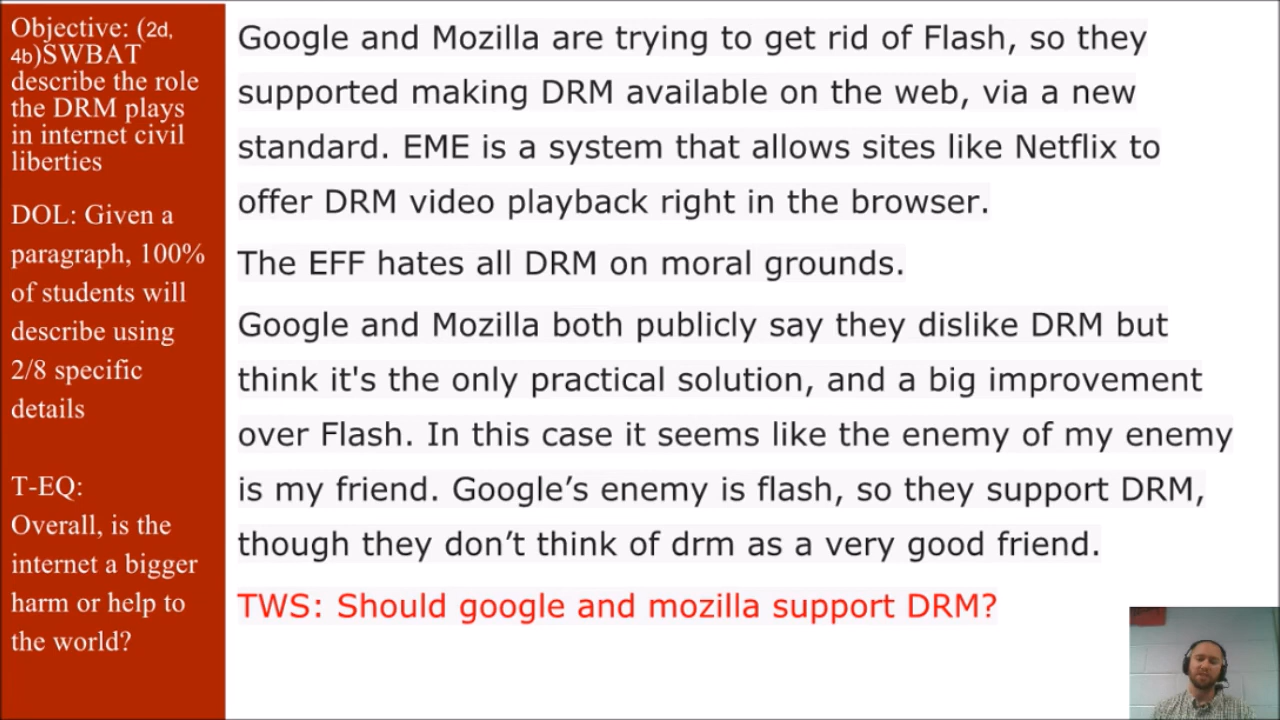 Objective: (2d,
4b)SWBAT
describe the role
the DRM plays
in internet civil
liberties
DOL: Given a
paragraph, 100%
of students will
describe using
2/8 specific
details
T-EQ:
Overall, is the
internet a bigger
harm or help to
the world?
Google and Mozilla are trying to get rid of Flash, so they
supported making DRM available on the web, via a new
standard. EME is a system that allows sites like Netflix to
offer DRM video playback right in the browser.
The EFF hates all DRM on moral grounds.
Google and Mozilla both publicly say they dislike DRM but
think it's the only practical solution, and a big improvement
over Flash. In this case it seems like the enemy of my enemy
is my friend. Google’s enemy is flash, so they support DRM,
though they don’t think of drm as a very good friend.
TWS: Should google and mozilla support DRM?